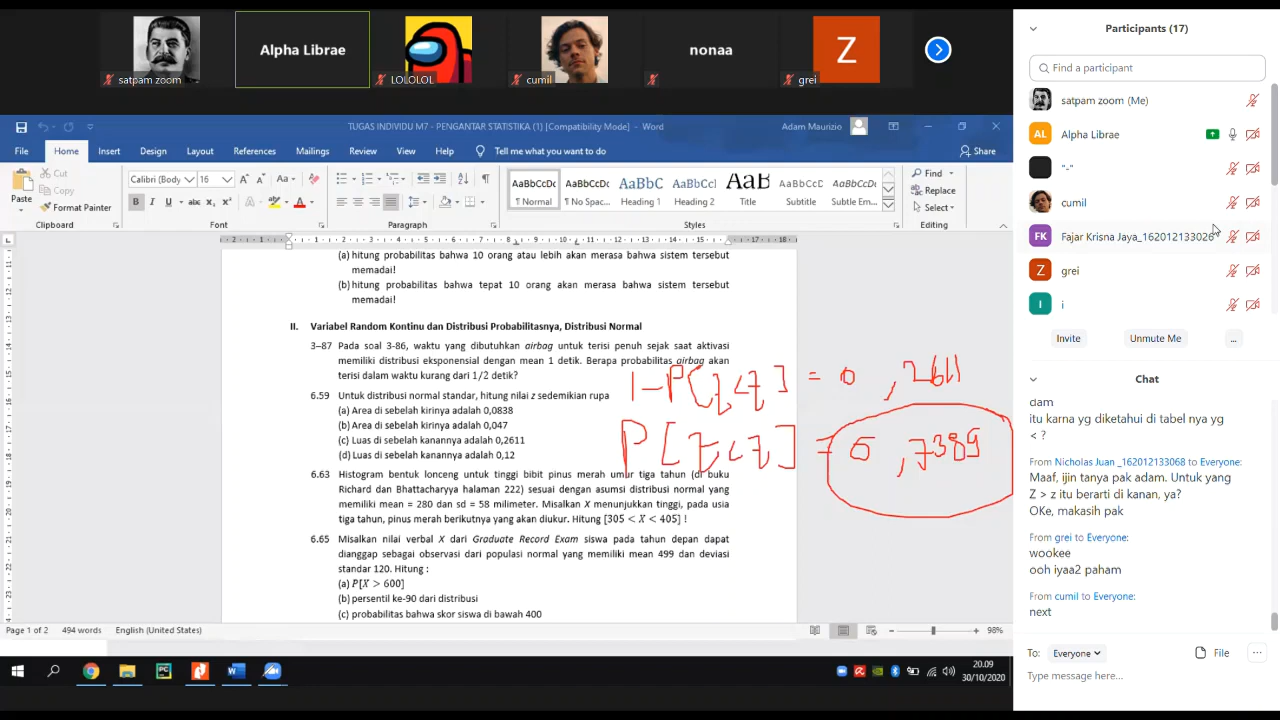 Participants (17)
satpam zoom
Alpha Librae
LOLOLOL
cumil
nonaa
Z
grei
Find a participant
satpam zoom (Me)
AL Alpha Librae
"-"
cumil
FK Fajar Krisna Jaya_162012133026
Z grei
I i
Invite Unmute Me ...
TUGAS INDIVIDU M7 - PENGANTAR STATISTIKA (1) [Compatibility Mode] - Word
Adam Maurizio
File Home Insert Design Layout References Mailings Review View Help Tell me what you want to do Share
Paste Cut Copy Format Painter
Calibri (Body) 16
AaBbCcDc AaBbCcDc AaBbC AaBbCcI AaB AaBbCcD AaBbCcDc
¶ Normal ¶ No Spac... Heading 1 Heading 2 Title Subtitle Subtle Em...
Find Replace Select
Clipboard Font Paragraph Styles Editing
(a) hitung probabilitas bahwa 10 orang atau lebih akan merasa bahwa sistem tersebut
memadai!
(b) hitung probabilitas bahwa tepat 10 orang akan merasa bahwa sistem tersebut
memadai!
II. Variabel Random Kontinu dan Distribusi Probabilitasnya, Distribusi Normal
3–87 Pada soal 3-86, waktu yang dibutuhkan airbag untuk terisi penuh sejak saat aktivasi
memiliki distribusi eksponensial dengan mean 1 detik. Berapa probabilitas airbag akan
terisi dalam waktu kurang dari 1/2 detik?
6.59 Untuk distribusi normal standar, hitung nilai z sedemikian rupa
(a) Area di sebelah kirinya adalah 0,0838
(b) Area di sebelah kirinya adalah 0,047
(c) Luas di sebelah kanannya adalah 0,2611
(d) Luas di sebelah kanannya adalah 0,12
1-P[z<z] = 0,2611
P[z<z] = 0,7389
6.63 Histogram bentuk lonceng untuk tinggi bibit pinus merah umur tiga tahun (di buku
Richard dan Bhattacharyya halaman 222) sesuai dengan asumsi distribusi normal yang
memiliki mean = 280 dan sd = 58 milimeter. Misalkan X menunjukkan tinggi, pada usia
tiga tahun, pinus merah berikutnya yang akan diukur. Hitung [305 < X < 405] !
6.65 Misalkan nilai verbal X dari Graduate Record Exam siswa pada tahun depan dapat
dianggap sebagai observasi dari populasi normal yang memiliki mean 499 dan deviasi
standar 120. Hitung :
(a) P[X > 600]
(b) persentil ke-90 dari distribusi
(c) probabilitas bahwa skor siswa di bawah 400
Page 1 of 2 494 words English (United States) 98%
20.09
30/10/2020
Chat
dam
itu karna yg diketahui di tabel nya yg
< ?
From Nicholas Juan _162012133068 to Everyone:
Maaf, ijin tanya pak adam. Untuk yang
Z > z itu berarti di kanan, ya?
OKe, makasih pak
From grei to Everyone:
wookee
ooh iyaa2 paham
From cumil to Everyone:
next
To: Everyone File ...
Type message here...